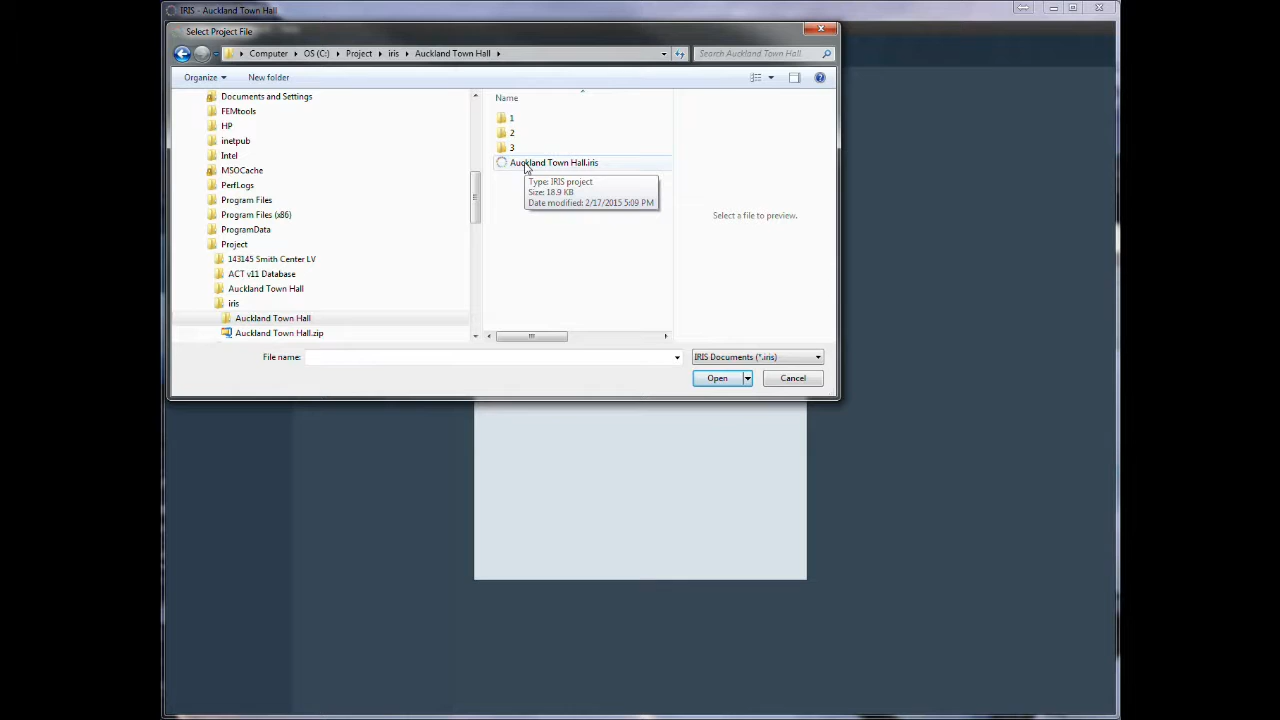 IRIS - Auckland Town Hall
Select Project File
Computer ▸ OS (C:) ▸ Project ▸ iris ▸ Auckland Town Hall ▸
Search Auckland Town Hall
Organize ▾ New folder
Documents and Settings
FEMtools
HP
inetpub
Intel
MSOCache
PerfLogs
Program Files
Program Files (x86)
ProgramData
Project
143145 Smith Center LV
ACT v11 Database
Auckland Town Hall
iris
Auckland Town Hall
Auckland Town Hall.zip
Name
1
2
3
Auckland Town Hall.iris
Type: IRIS project
Size: 18.9 KB
Date modified: 2/17/2015 5:09 PM
Select a file to preview.
File name:
IRIS Documents (*.iris)
Open
Cancel